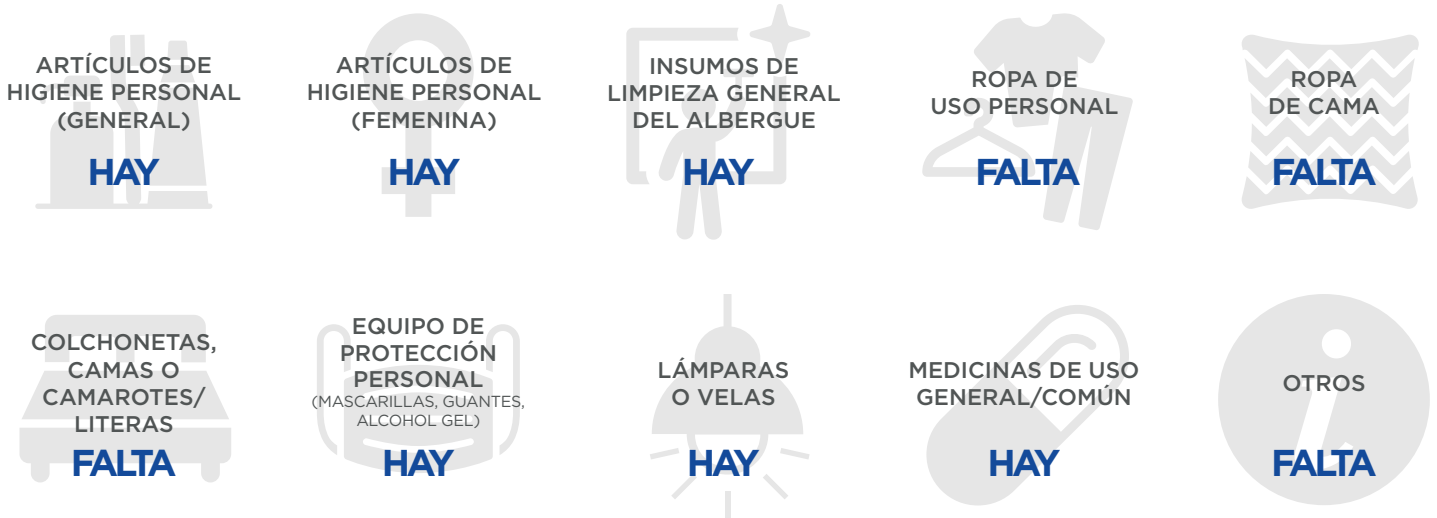 ARTÍCULOS DE
HIGIENE PERSONAL
(GENERAL)
HAY
ARTÍCULOS DE
HIGIENE PERSONAL
(FEMENINA)
HAY
INSUMOS DE
LIMPIEZA GENERAL
DEL ALBERGUE
HAY
ROPA DE
USO PERSONAL
FALTA
ROPA
DE CAMA
FALTA
COLCHONETAS,
CAMAS O
CAMAROTES/
LITERAS
FALTA
EQUIPO DE
PROTECCIÓN
PERSONAL
(MASCARILLAS, GUANTES,
ALCOHOL GEL)
HAY
LÁMPARAS
O VELAS
HAY
MEDICINAS DE USO
GENERAL/COMÚN
HAY
OTROS
FALTA